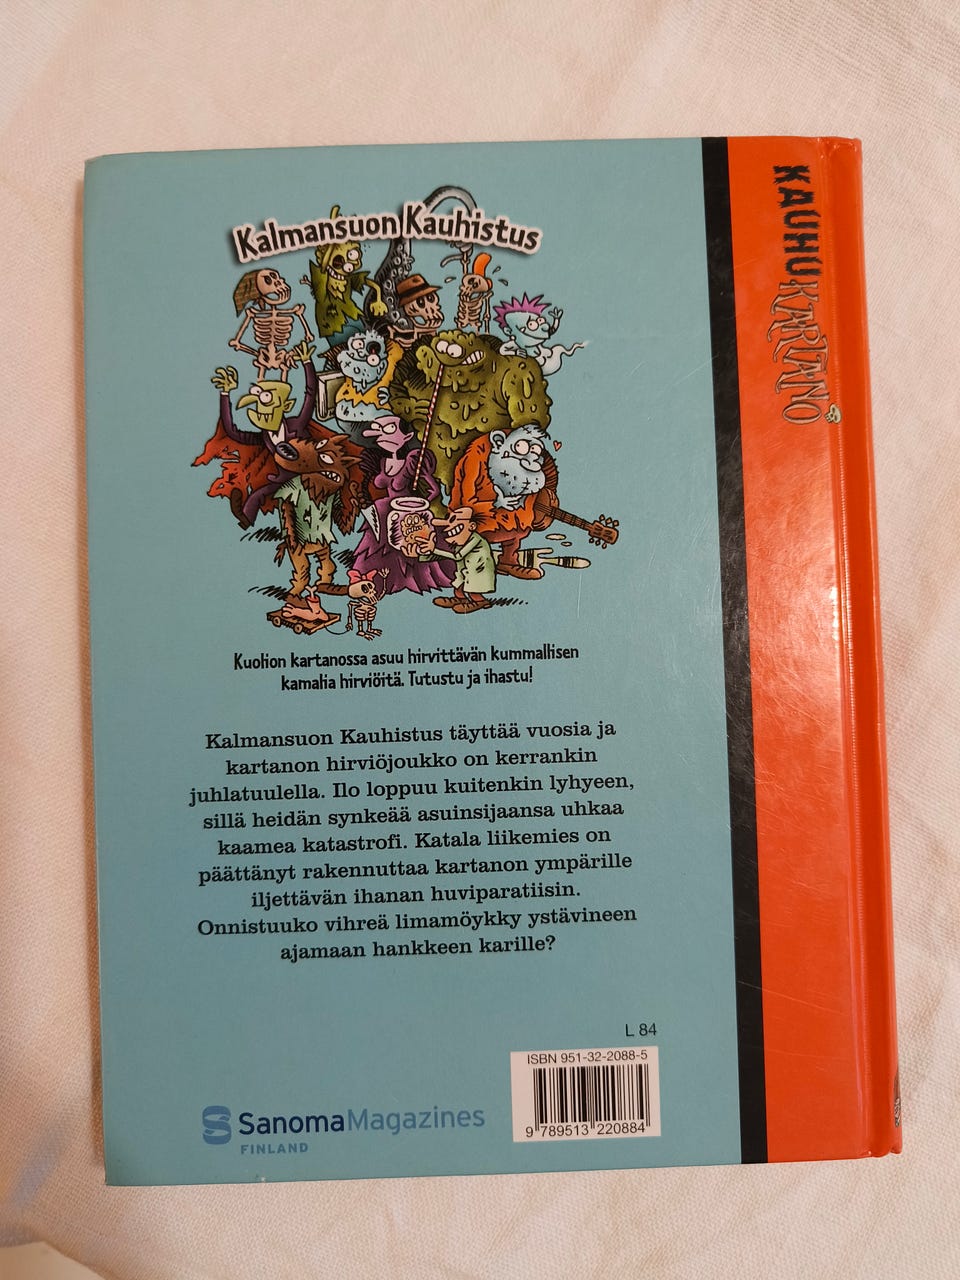 Kalmansuon Kauhistus
Kuolion kartanossa asuu hirvittävän kummallisen
kamalia hirviöitä. Tutustu ja ihastu!
Kalmansuon Kauhistus täyttää vuosia ja
kartanon hirviöjoukko on kerrankin
juhlatuulella. Ilo loppuu kuitenkin lyhyeen,
sillä heidän synkeää asuinsijaansa uhkaa
kaamea katastrofi. Katala liikemies on
päättänyt rakennuttaa kartanon ympärille
iljettävän ihanan huviparatiisin.
Onnistuuko vihreä limamöykky ystävineen
ajamaan hankkeen karille?
L 84
ISBN 951-32-2088-5
9 789513 220884
SanomaMagazines
FINLAND
KAUHUKARTANO